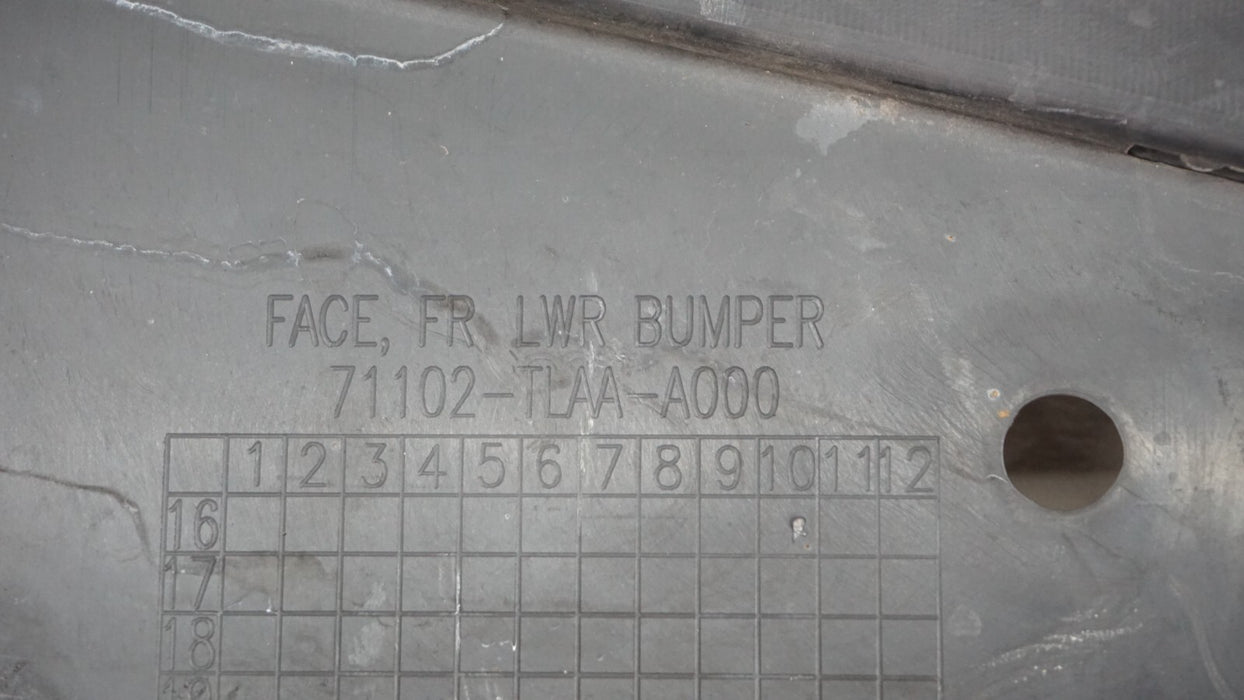 FACE, FR LWR BUMPER
71102-TLAA-A000
1 2 3 4 5 6 7 8 9 10 11 12
16
17
18